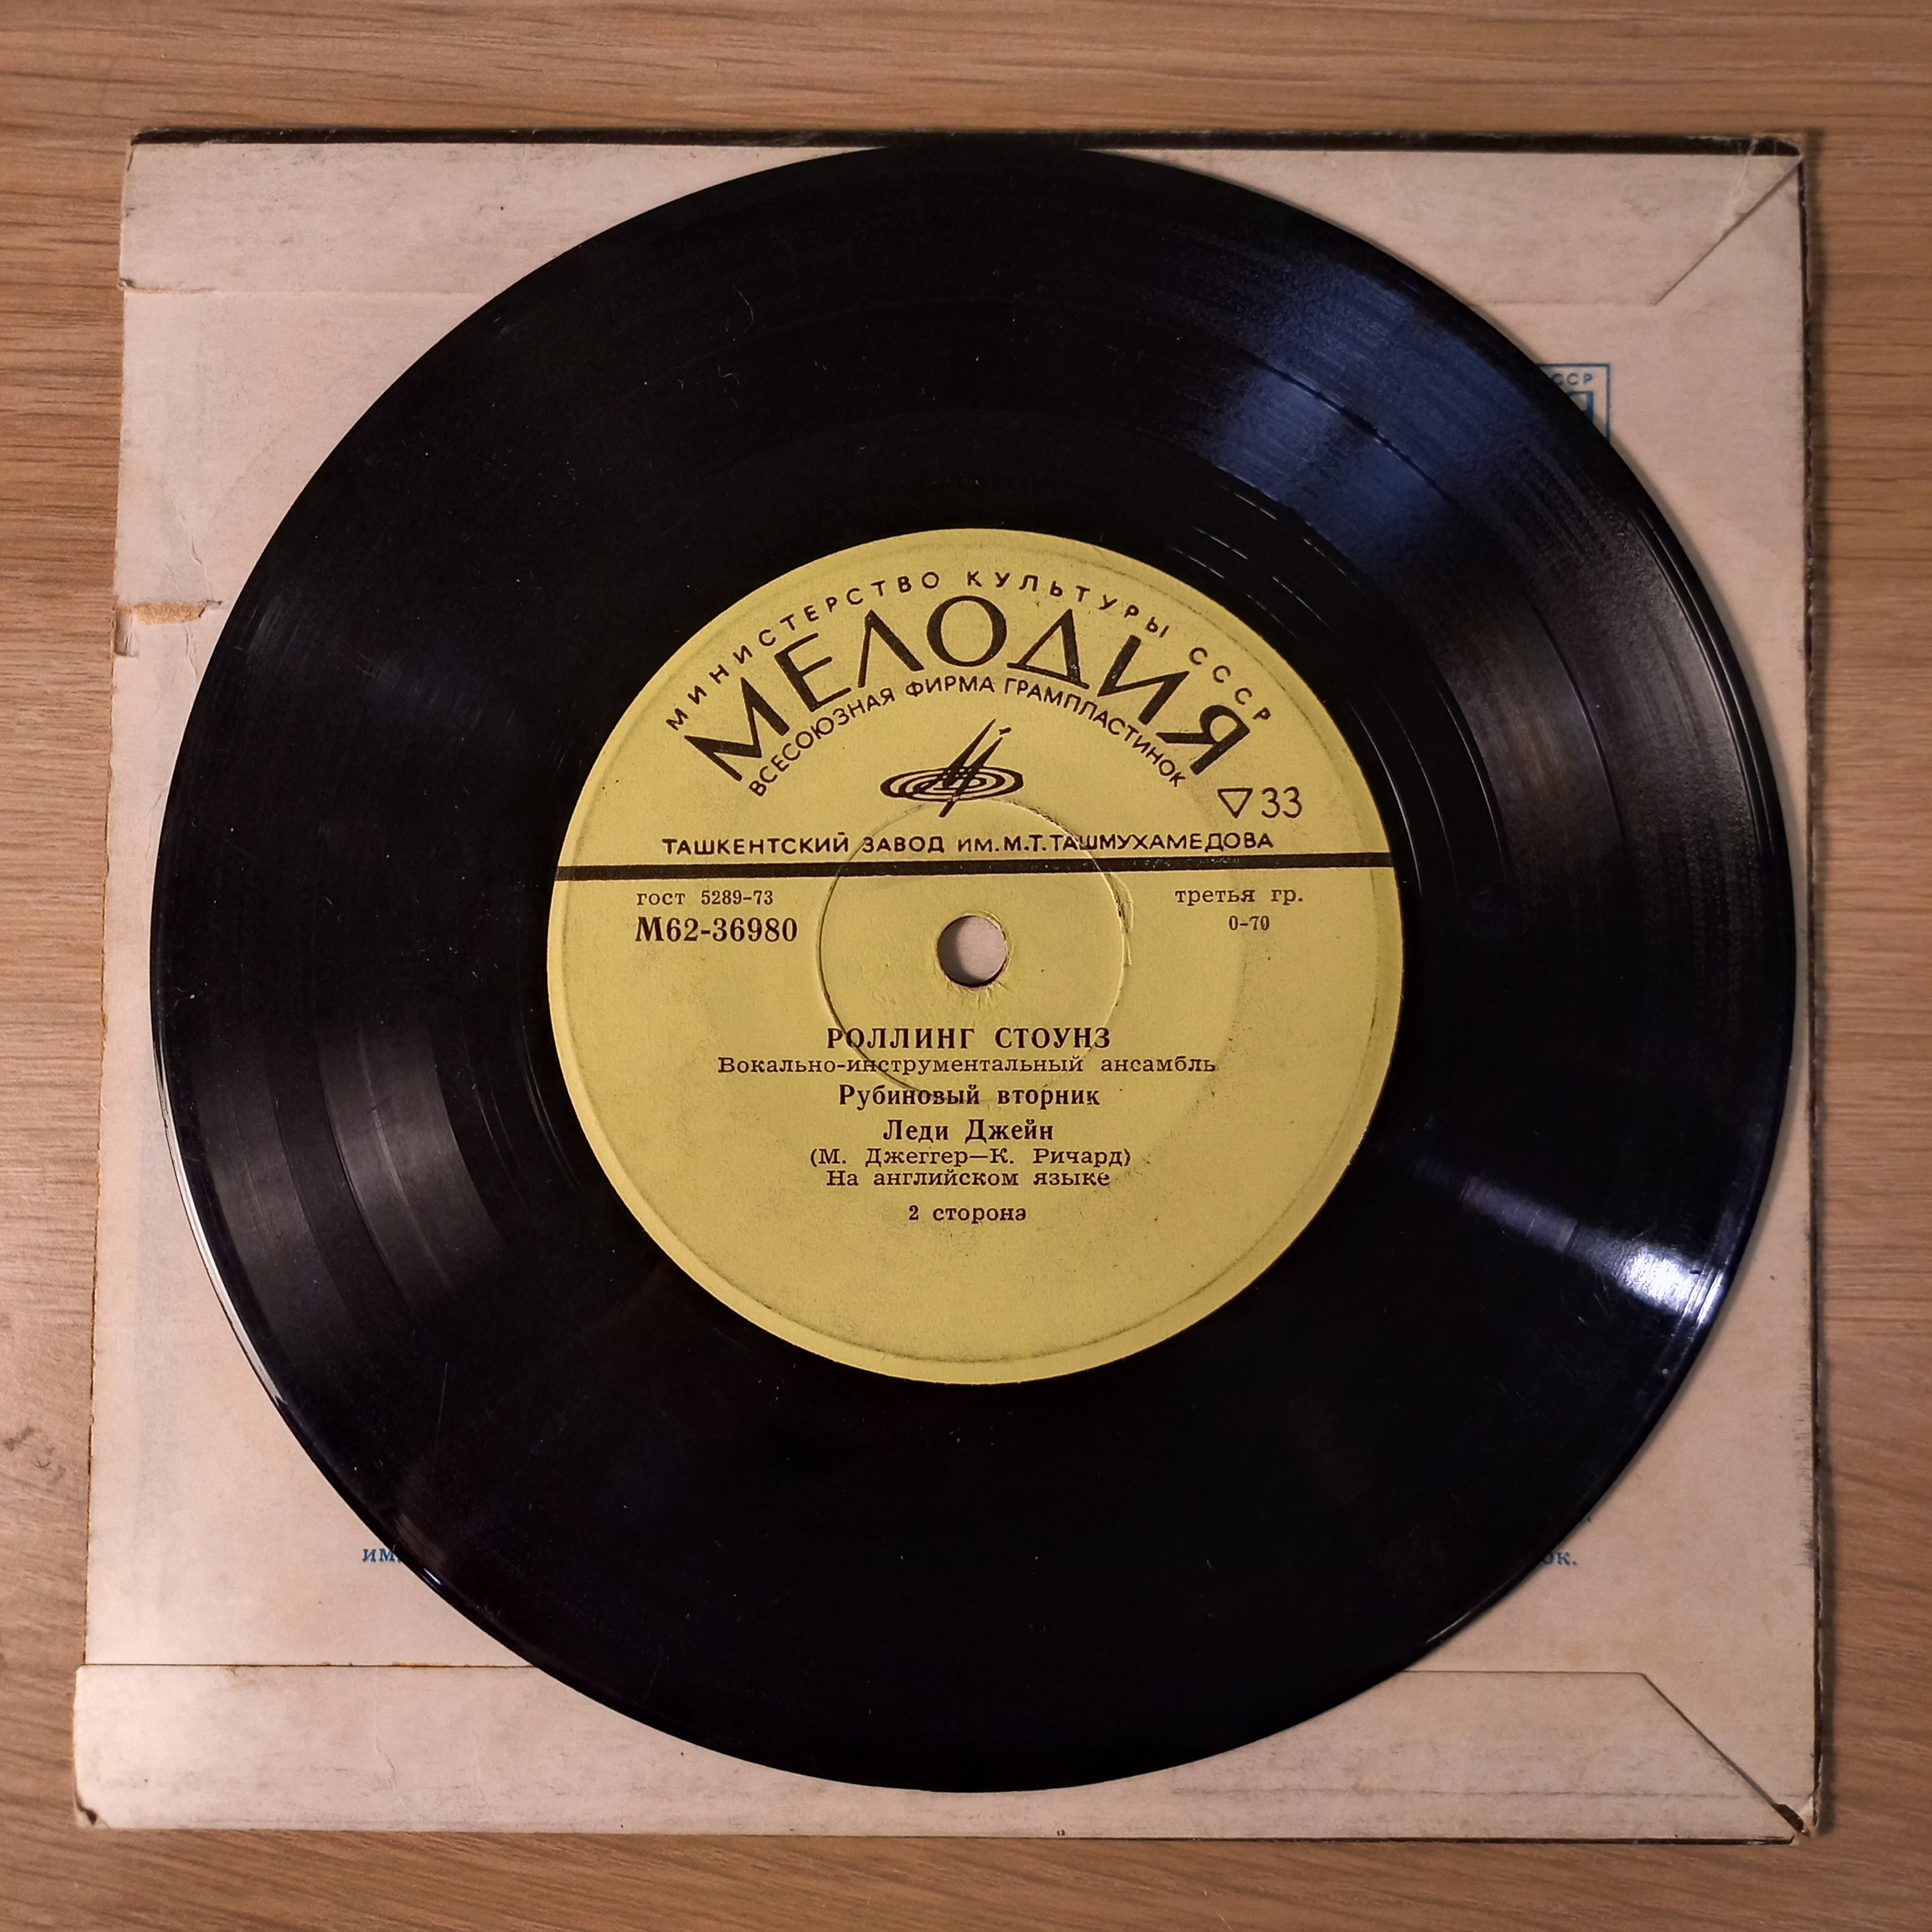 МИНИСТЕРСТВО КУЛЬТУРЫ СССР
МЕЛОДИЯ
ВСЕСОЮЗНАЯ ФИРМА ГРАМПЛАСТИНОК
33
ТАШКЕНТСКИЙ ЗАВОД ИМ. М.Т. ТАШМУХАМЕДОВА
гост 5289-73
третья гр.
М62-36980
0-70
РОЛЛИНГ СТОУНЗ
Вокально-инструментальный ансамбль
Рубиновый вторник
Леди Джейн
(М. Джеггер—К. Ричард)
На английском языке
2 сторона